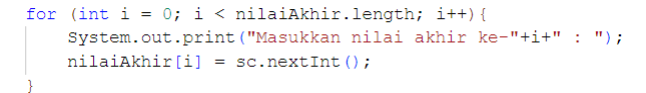 for (int i = 0; i < nilaiAkhir.length; i++){
System.out.print("Masukkan nilai akhir ke-"+i+" : ");
nilaiAkhir[i] = sc.nextInt();
}